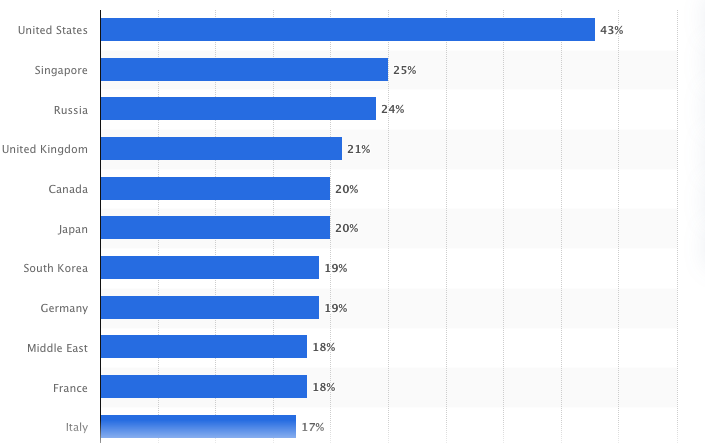 United States 43%
Singapore 25%
Russia 24%
United Kingdom 21%
Canada 20%
Japan 20%
South Korea 19%
Germany 19%
Middle East 18%
France 18%
Italy 17%